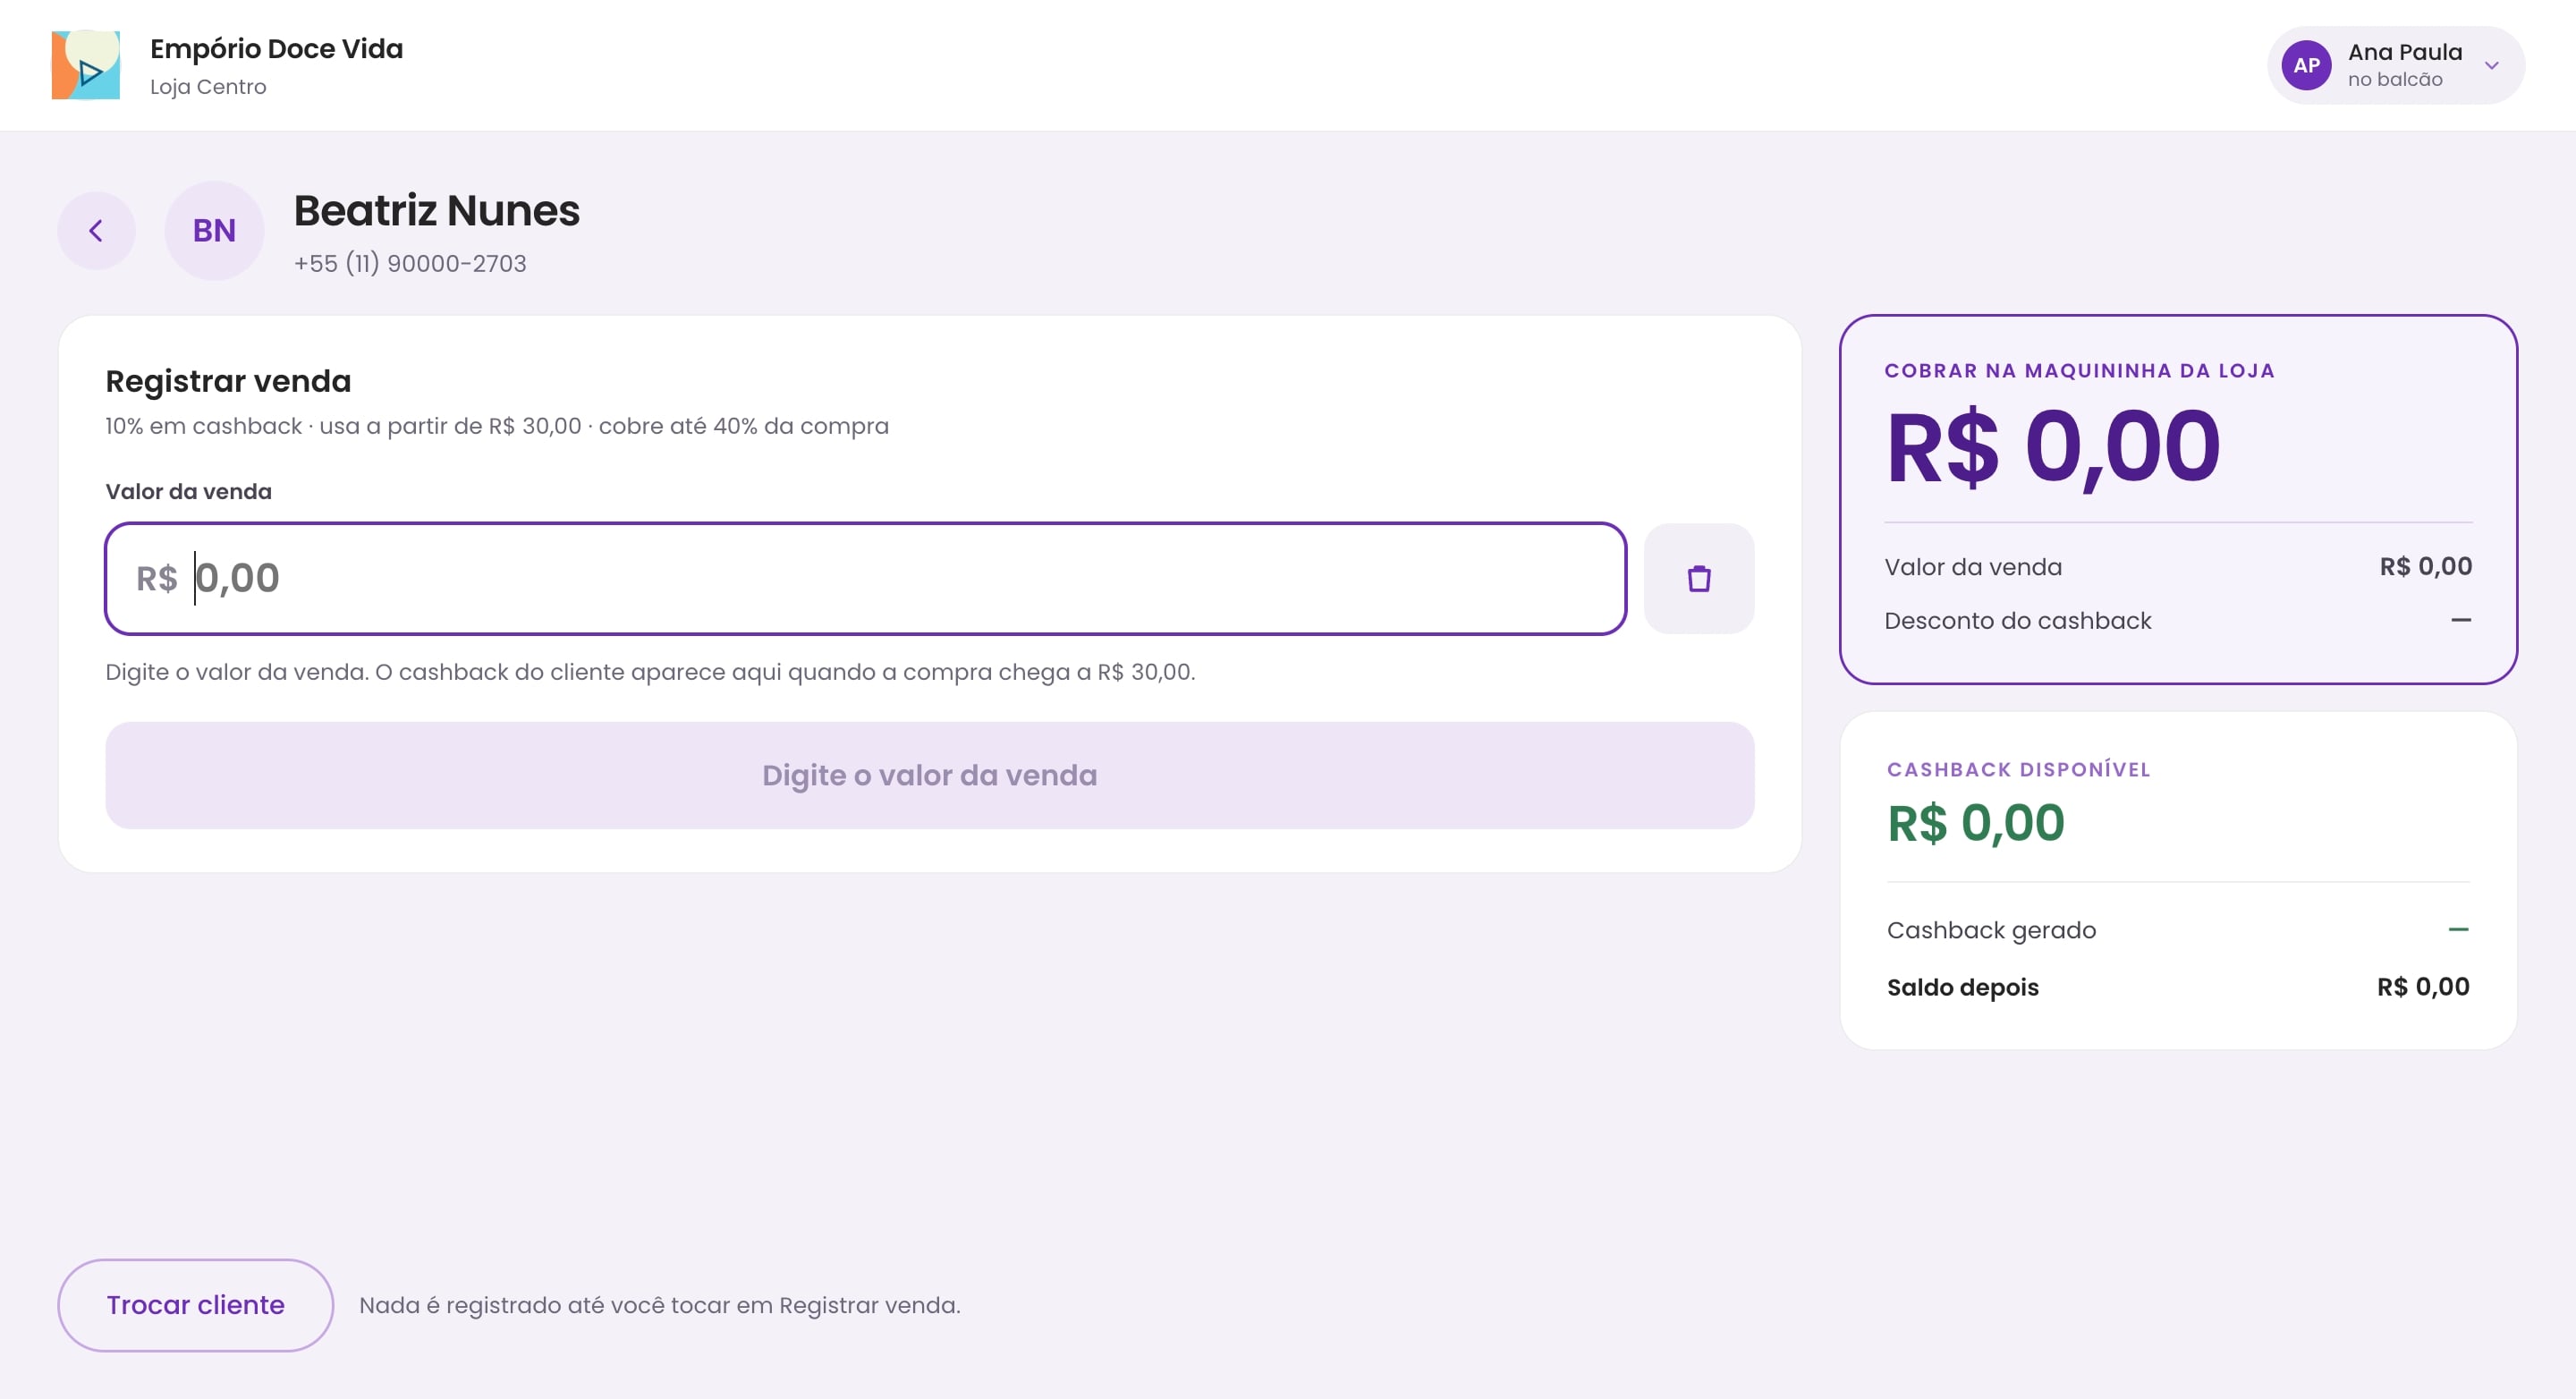 Empório Doce Vida
Loja Centro
AP
Ana Paula
no balcão
BN
Beatriz Nunes
+55 (11) 90000-2703
Registrar venda
10% em cashback · usa a partir de R$ 30,00 · cobre até 40% da compra
Valor da venda
R$ 0,00
Digite o valor da venda. O cashback do cliente aparece aqui quando a compra chega a R$ 30,00.
Digite o valor da venda
COBRAR NA MAQUININHA DA LOJA
R$ 0,00
Valor da venda R$ 0,00
Desconto do cashback —
CASHBACK DISPONÍVEL
R$ 0,00
Cashback gerado —
Saldo depois R$ 0,00
Trocar cliente
Nada é registrado até você tocar em Registrar venda.